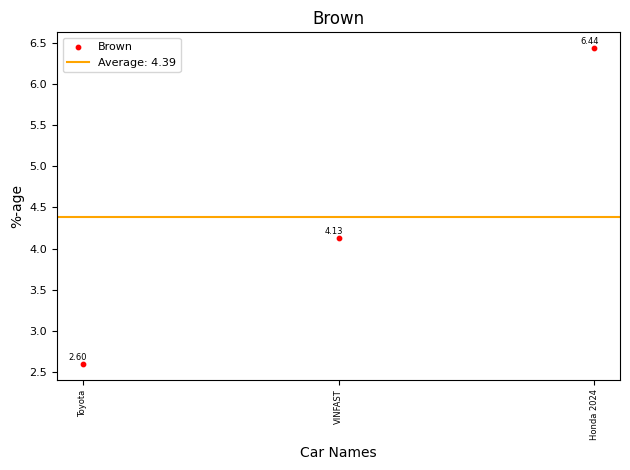 Brown
Brown
Average: 4.39
%-age
6.5
6.0
5.5
5.0
4.5
4.0
3.5
3.0
2.5
6.44
4.13
2.60
Toyota
VINFAST
Honda 2024
Car Names